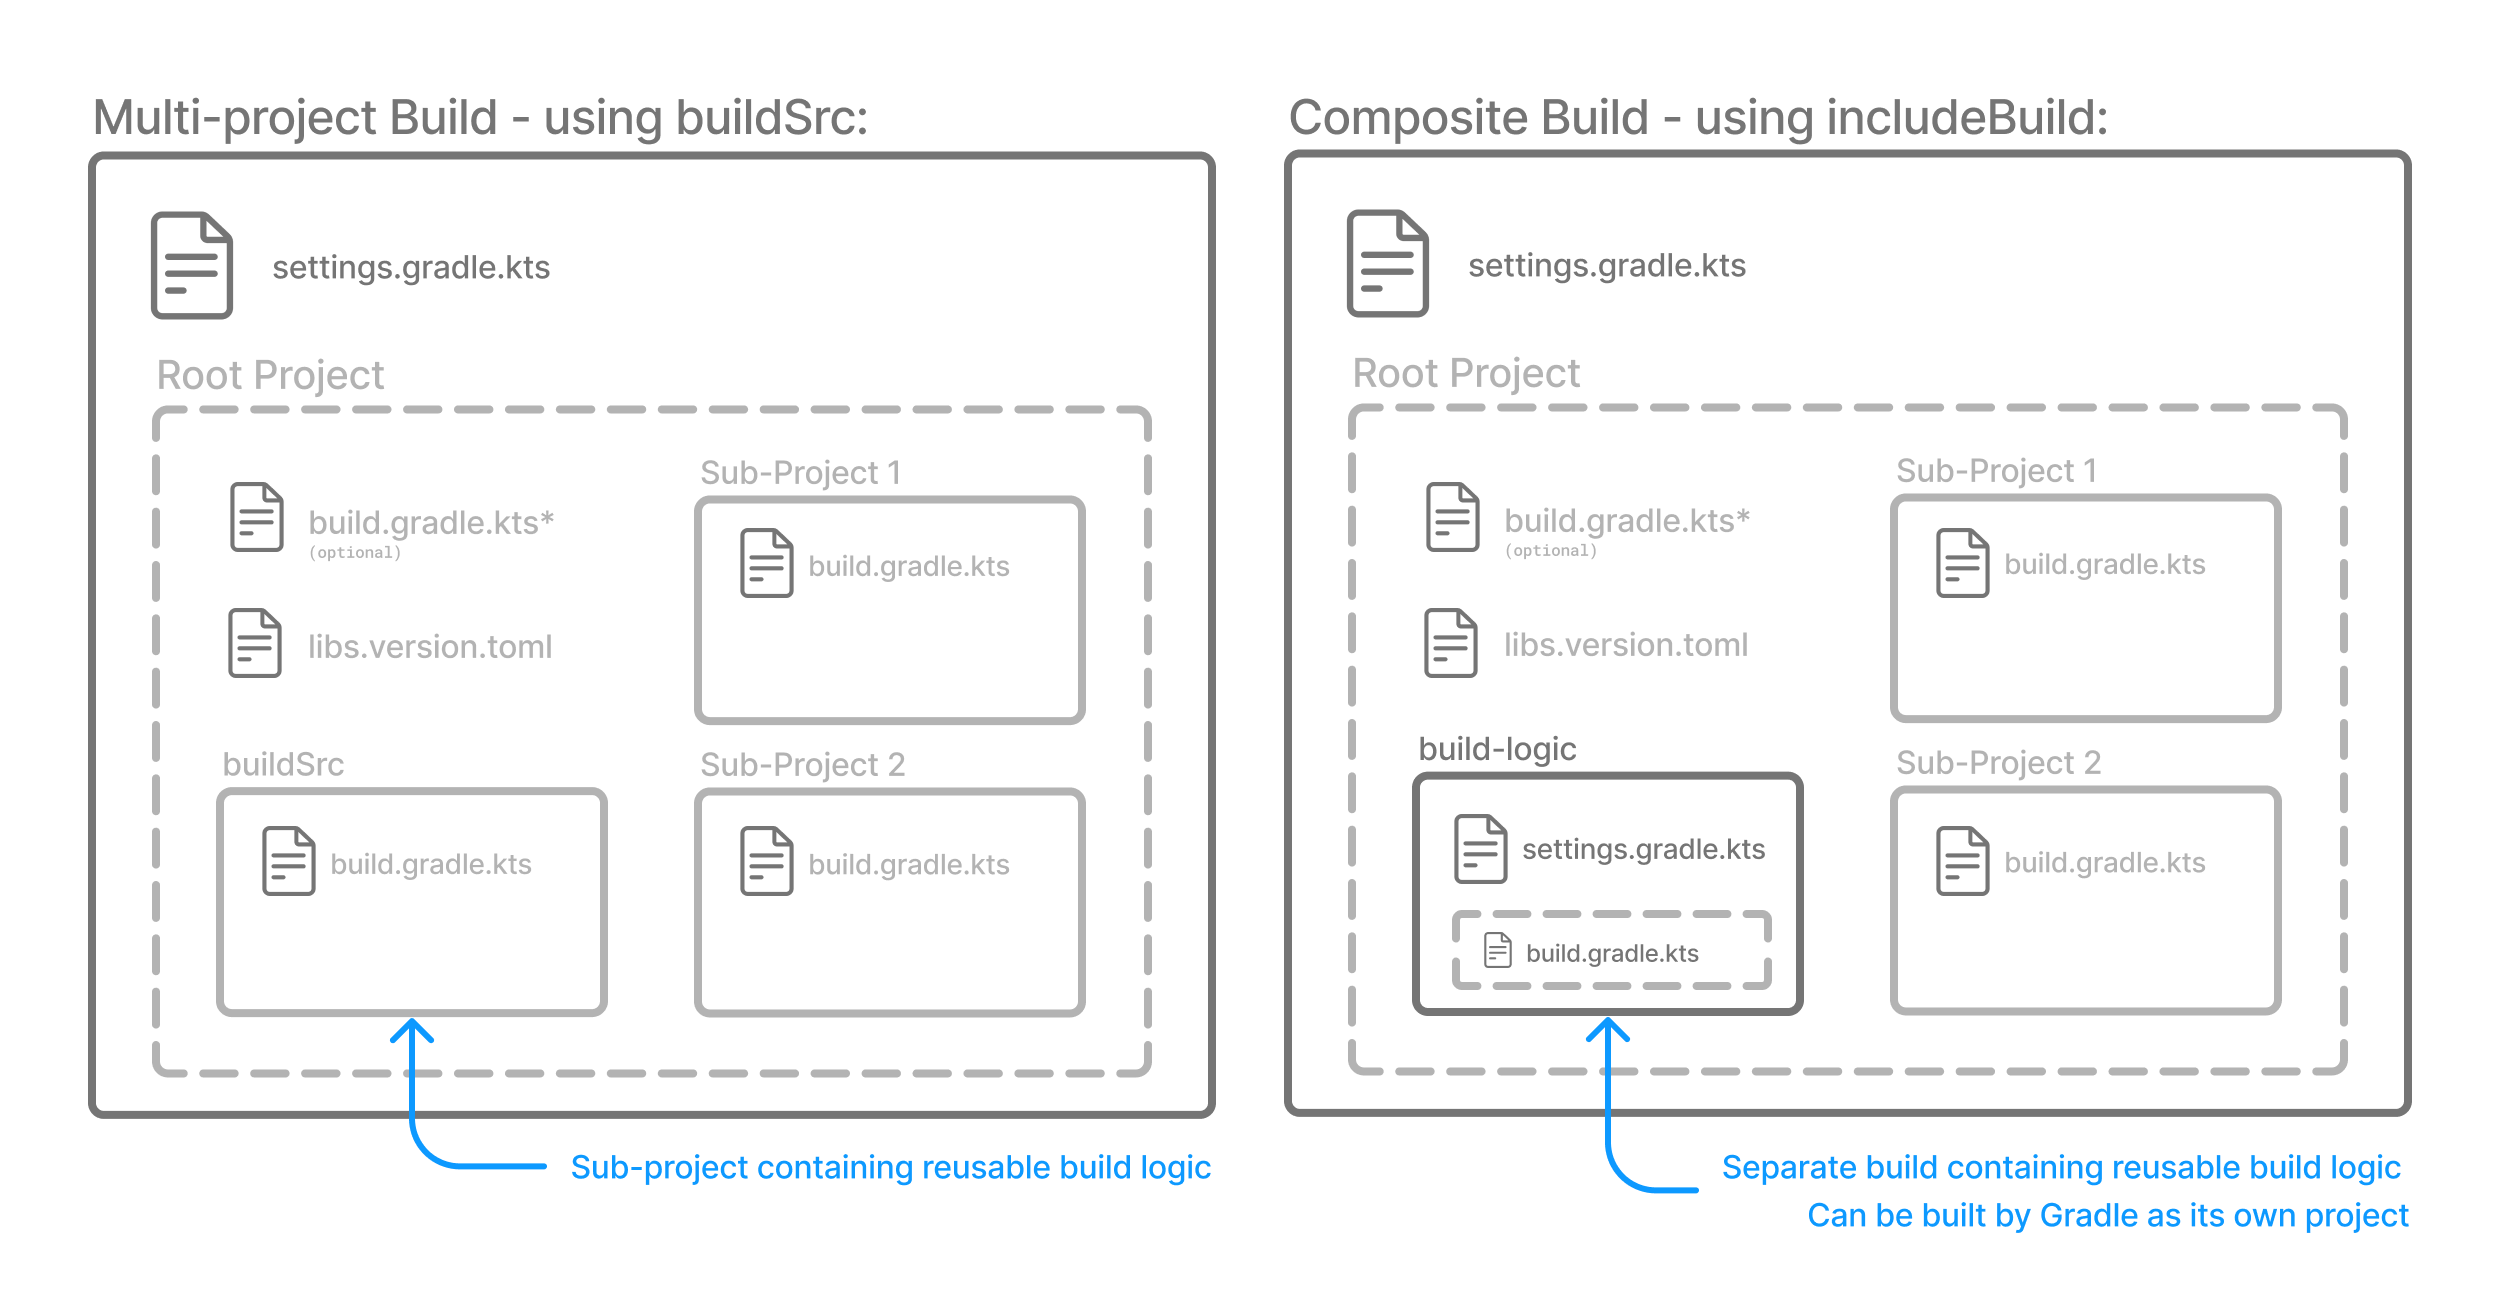 Multi-project Build - using buildSrc:
settings.gradle.kts
Root Project
build.gradle.kts*
(optional)
libs.version.toml
Sub-Project 1
build.gradle.kts
buildSrc
build.gradle.kts
Sub-Project 2
build.gradle.kts
Sub-project containing reusable build logic
Composite Build - using includeBuild:
settings.gradle.kts
Root Project
build.gradle.kts*
(optional)
libs.version.toml
Sub-Project 1
build.gradle.kts
build-logic
settings.gradle.kts
build.gradle.kts
Sub-Project 2
build.gradle.kts
Seperate build containing reusable build logic
Can be built by Gradle as its own project